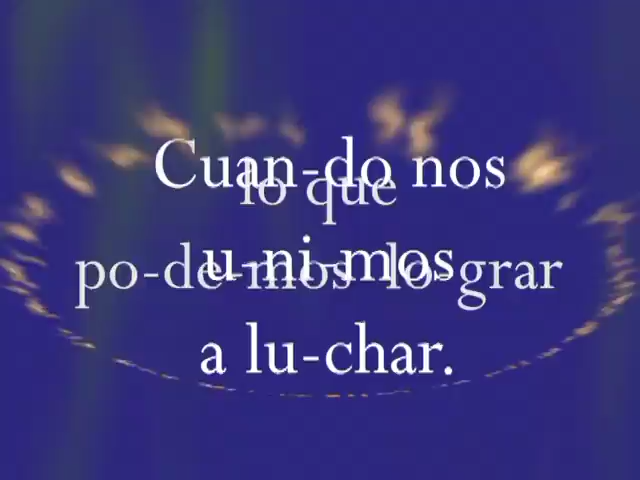 Cuan-do nos
lo que
u-ni-mos
po-de-mos lo-grar
a lu-char.